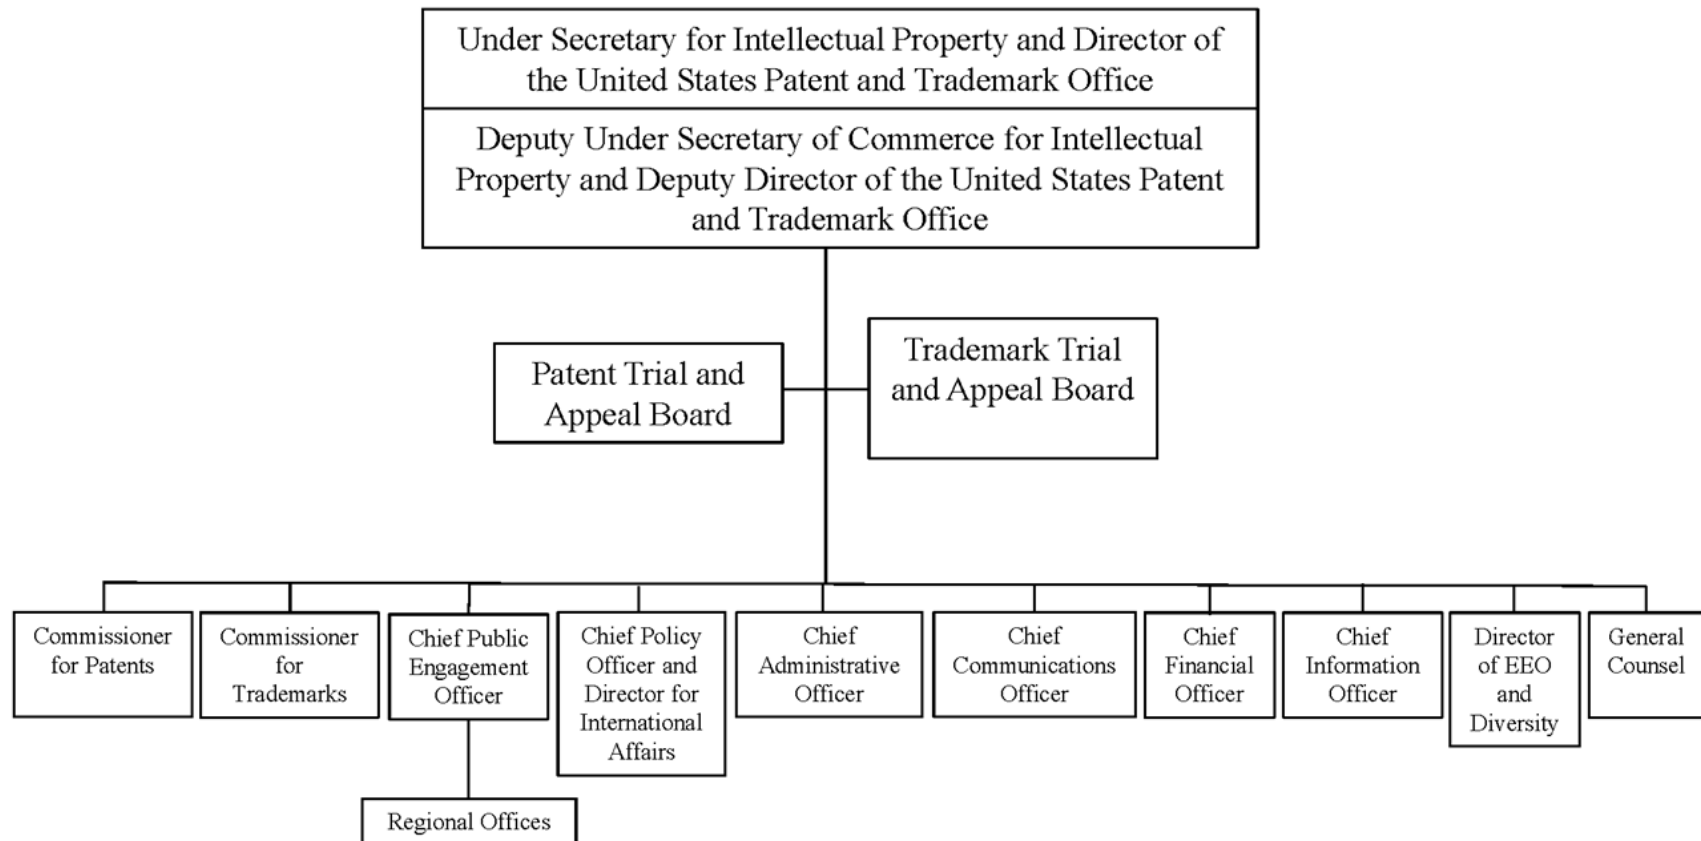 Under Secretary for Intellectual Property and Director of
the United States Patent and Trademark Office
Deputy Under Secretary of Commerce for Intellectual
Property and Deputy Director of the United States Patent
and Trademark Office
Patent Trial and
Appeal Board
Trademark Trial
and Appeal Board
Commissioner
for Patents
Commissioner
for
Trademarks
Chief Public
Engagement
Officer
Chief Policy
Officer and
Director for
International
Affairs
Chief
Administrative
Officer
Chief
Communications
Officer
Chief
Financial
Officer
Chief
Information
Officer
Director
of EEO
and
Diversity
General
Counsel
Regional Offices